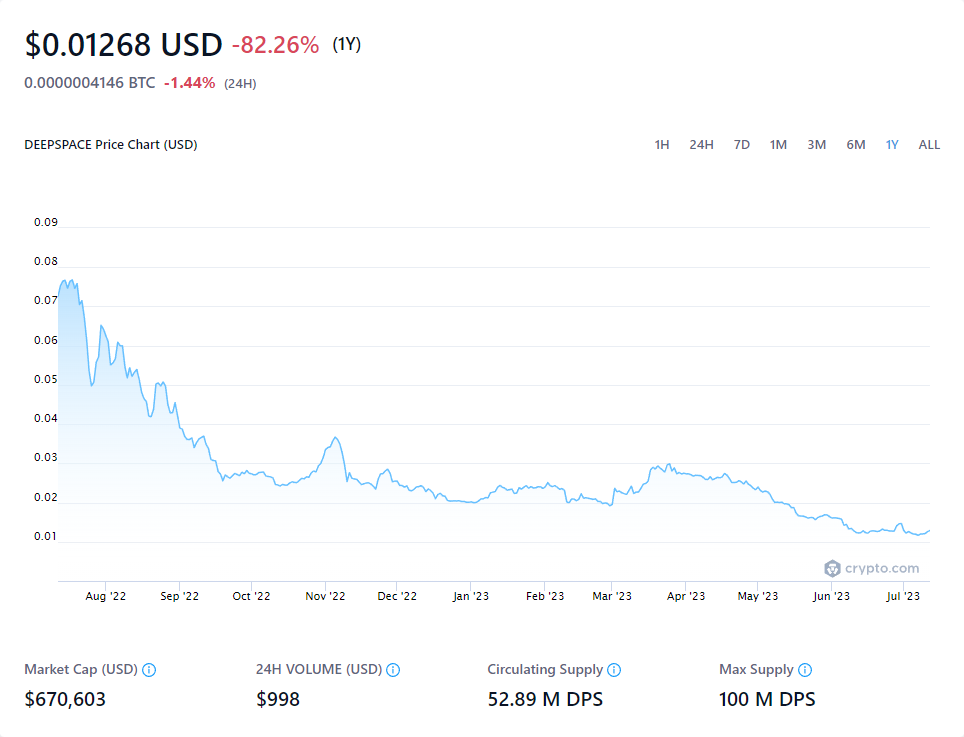 $0.01268 USD -82.26% (1Y)
0.0000004146 BTC -1.44% (24H)
DEEPSPACE Price Chart (USD) 1H 24H 7D 1M 3M 6M 1Y ALL
0.09
0.08
0.07
0.06
0.05
0.04
0.03
0.02
0.01
crypto.com
Aug '22 Sep '22 Oct '22 Nov '22 Dec '22 Jan '23 Feb '23 Mar '23 Apr '23 May '23 Jun '23 Jul '23
Market Cap (USD) 24H VOLUME (USD) Circulating Supply Max Supply
$670,603 $998 52.89 M DPS 100 M DPS